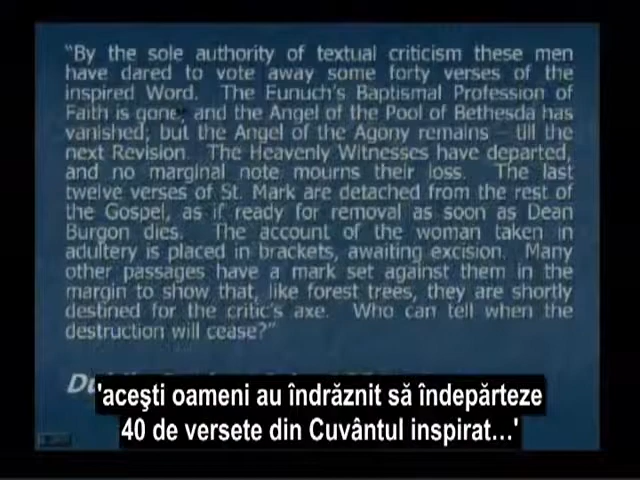 “By the sole authority of textual criticism these men
have dared to vote away some forty verses of the
inspired Word. The Eunuch's Baptismal Profession of
Faith is gone; and the Angel of the Pool of Bethesda has
vanished; but the Angel of the Agony remains – till the
next Revision. The Heavenly Witnesses have departed,
and no marginal note mourns their loss. The last
twelve verses of St. Mark are detached from the rest of
the Gospel, as if ready for removal as soon as Dean
Burgon dies. The account of the woman taken in
adultery is placed in brackets, awaiting excision. Many
other passages have a mark set against them in the
margin to show that, like forest trees, they are shortly
destined for the critic's axe. Who can tell when the
destruction will cease?”
'aceşti oameni au îndrăznit să îndepărteze
40 de versete din Cuvântul inspirat…'